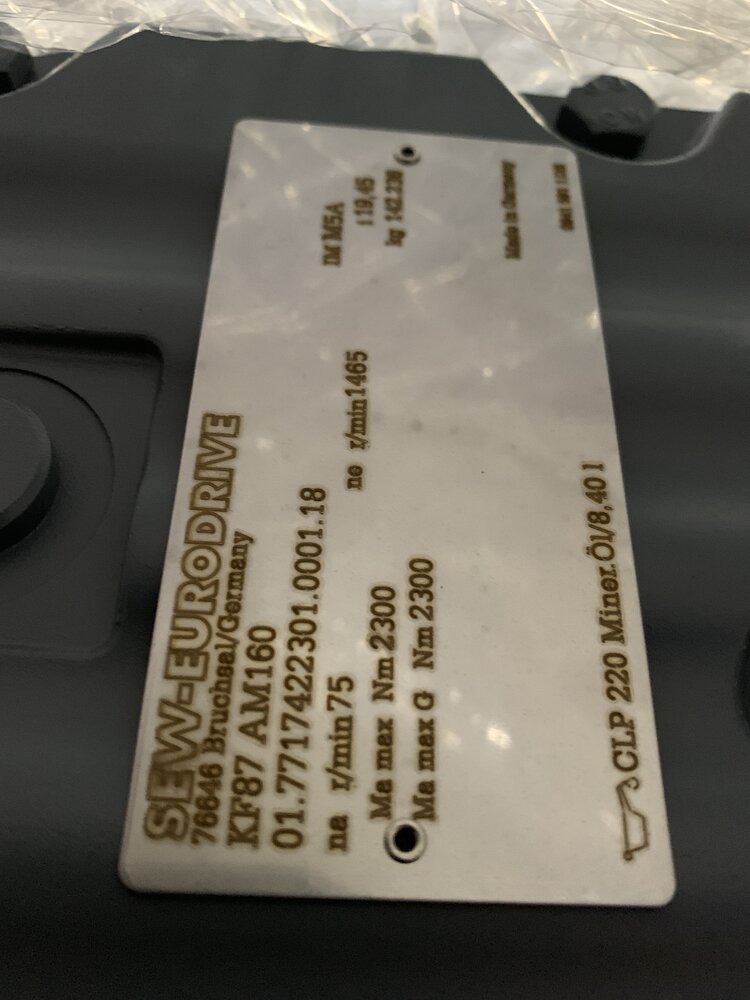 SEW-EURODRIVE
76646 Bruchsal/Germany
KF87 AM160
01.7717422301.0001.18
IM M5A
na r/min 75 ne r/min 1465 i 19,45
Ma max Nm 2300 kg 142.238
Ma max G Nm 2300
Made in Germany
CLP 220 Miner.Öl/8,40 l